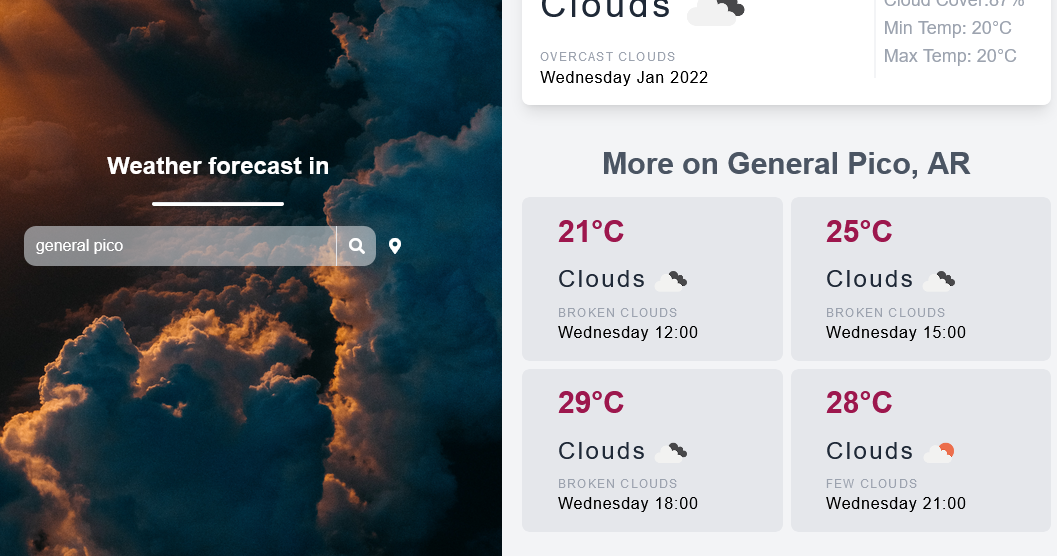 Weather forecast in
general pico
Clouds
OVERCAST CLOUDS
Wednesday Jan 2022
Cloud Cover:87%
Min Temp: 20°C
Max Temp: 20°C
More on General Pico, AR
21°C
Clouds
BROKEN CLOUDS
Wednesday 12:00
25°C
Clouds
BROKEN CLOUDS
Wednesday 15:00
29°C
Clouds
BROKEN CLOUDS
Wednesday 18:00
28°C
Clouds
FEW CLOUDS
Wednesday 21:00